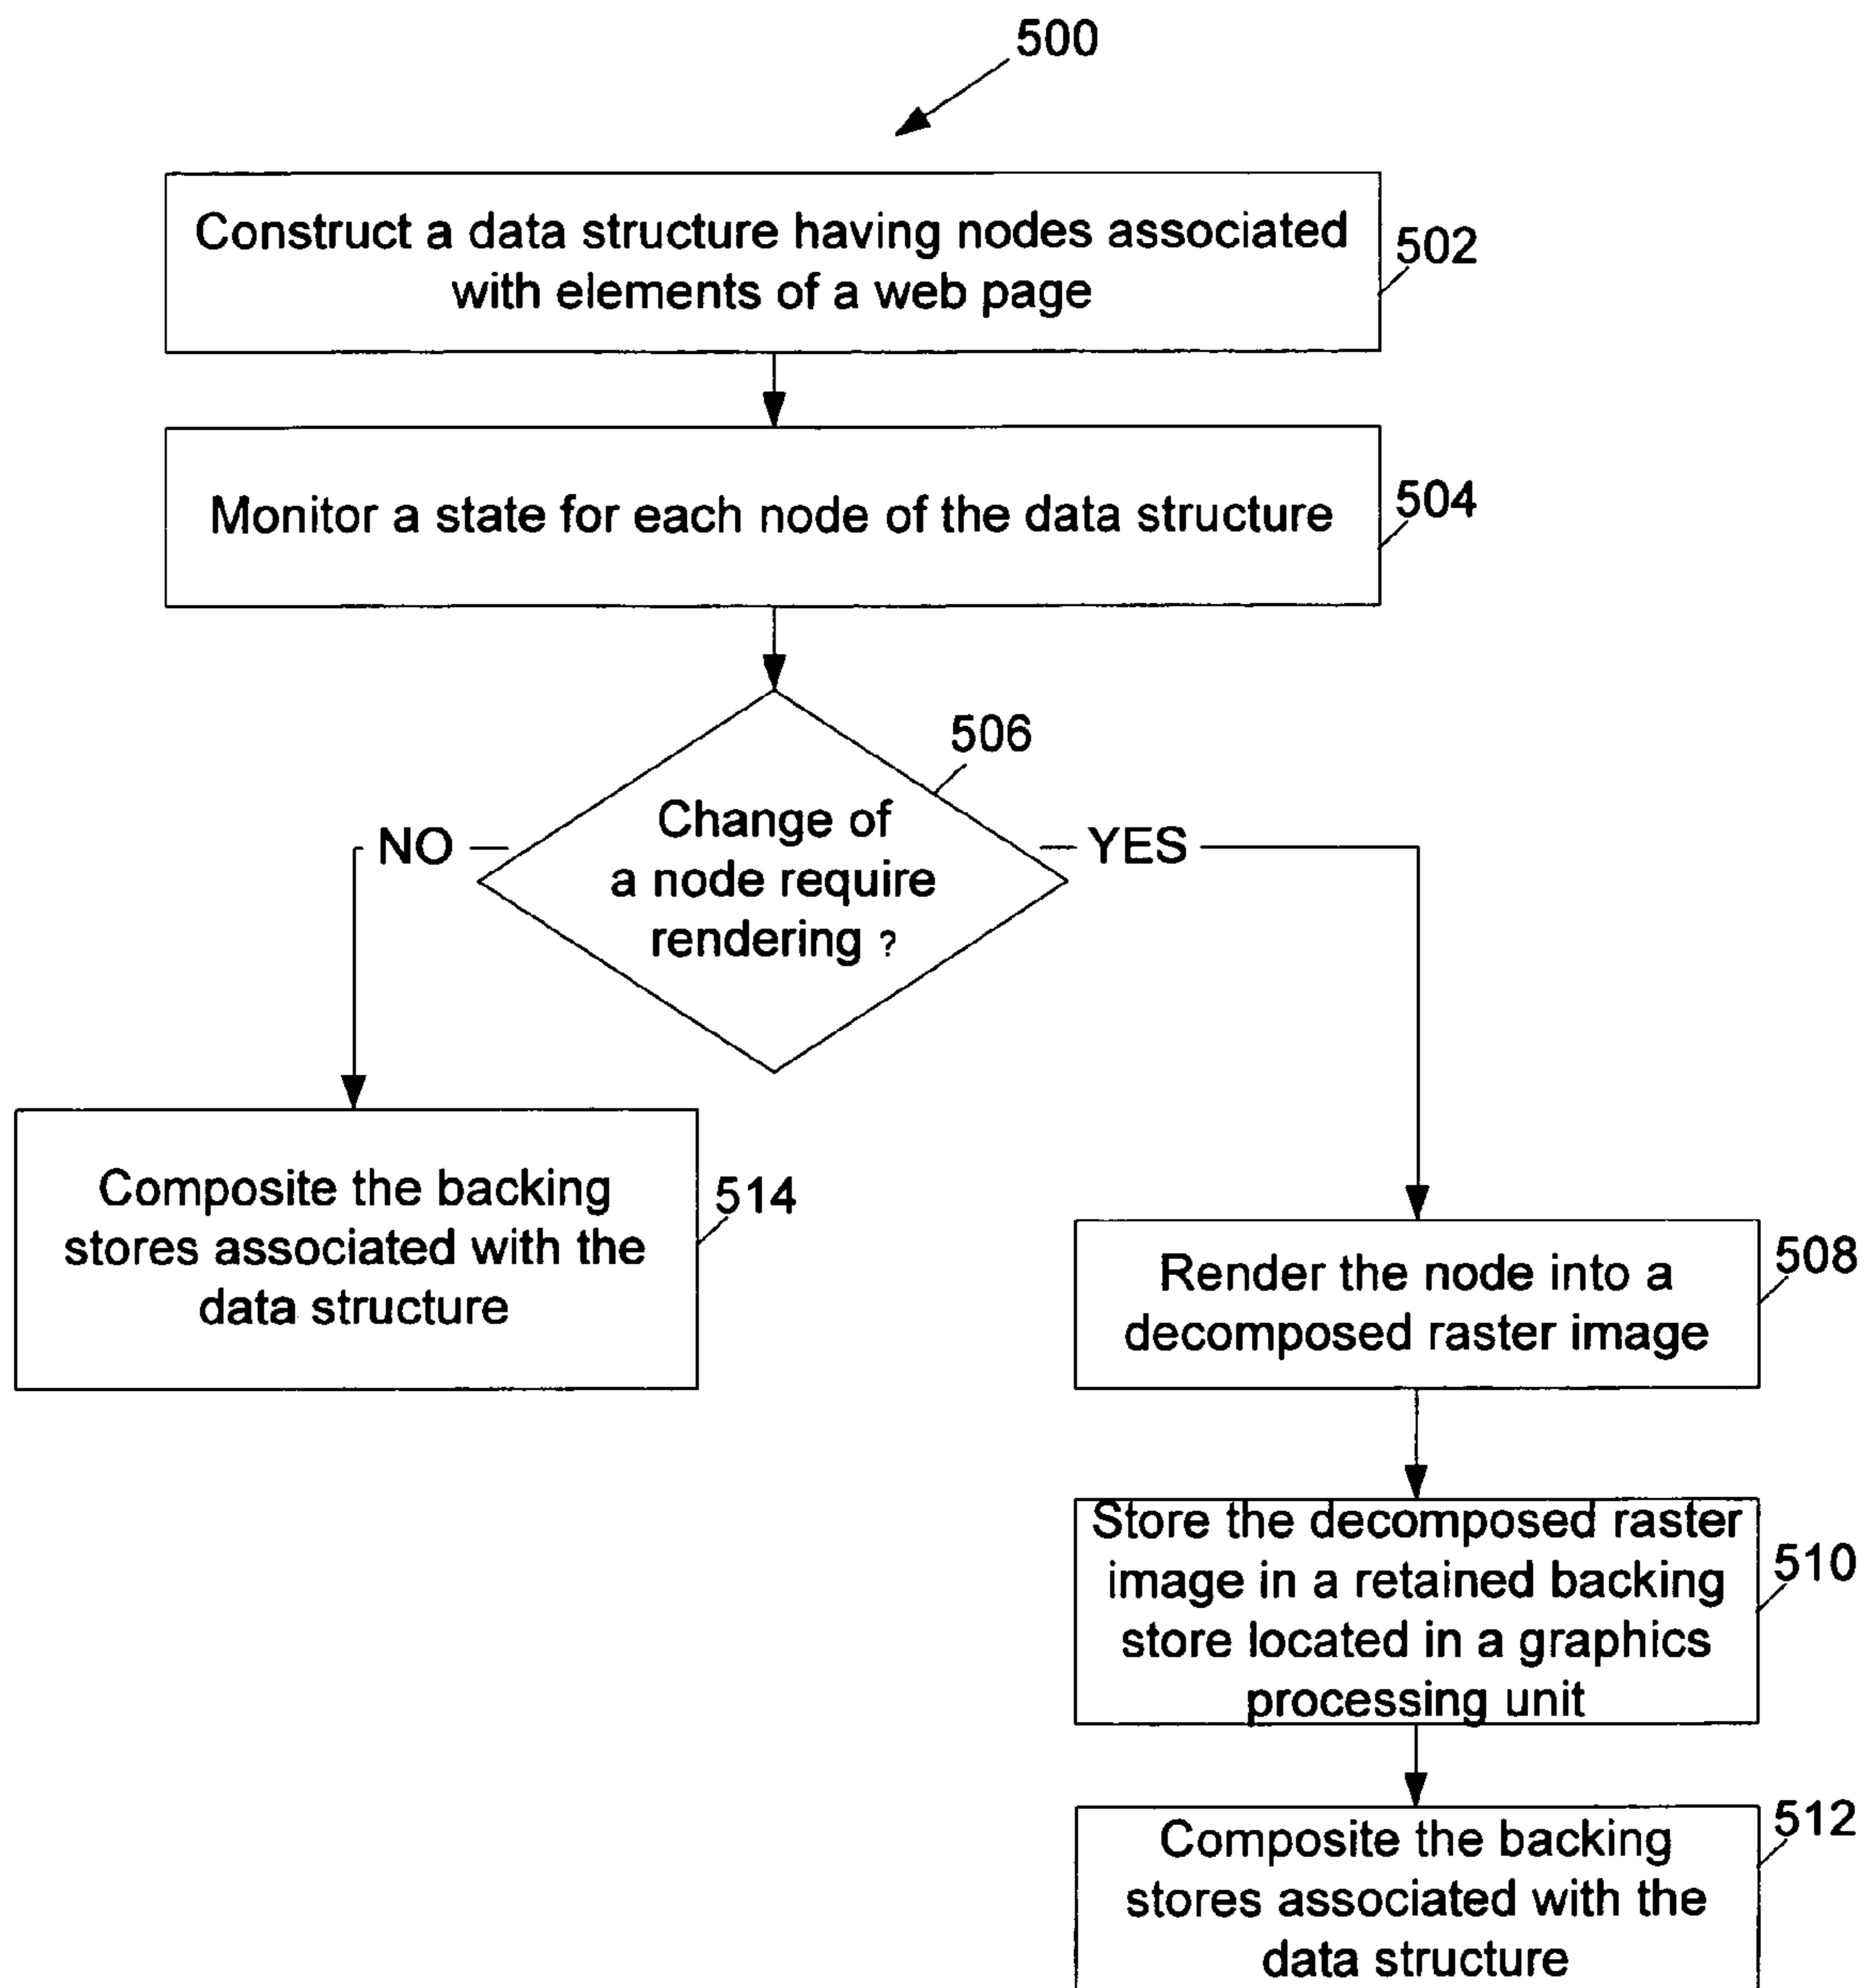 500
Construct a data structure having nodes associated
with elements of a web page
502
Monitor a state for each node of the data structure
504
506
Change of
a node require
rendering ?
NO
YES
Composite the backing
stores associated with the
data structure
514
Render the node into a
decomposed raster image
508
Store the decomposed raster
image in a retained backing
store located in a graphics
processing unit
510
Composite the backing
stores associated with the
data structure
512